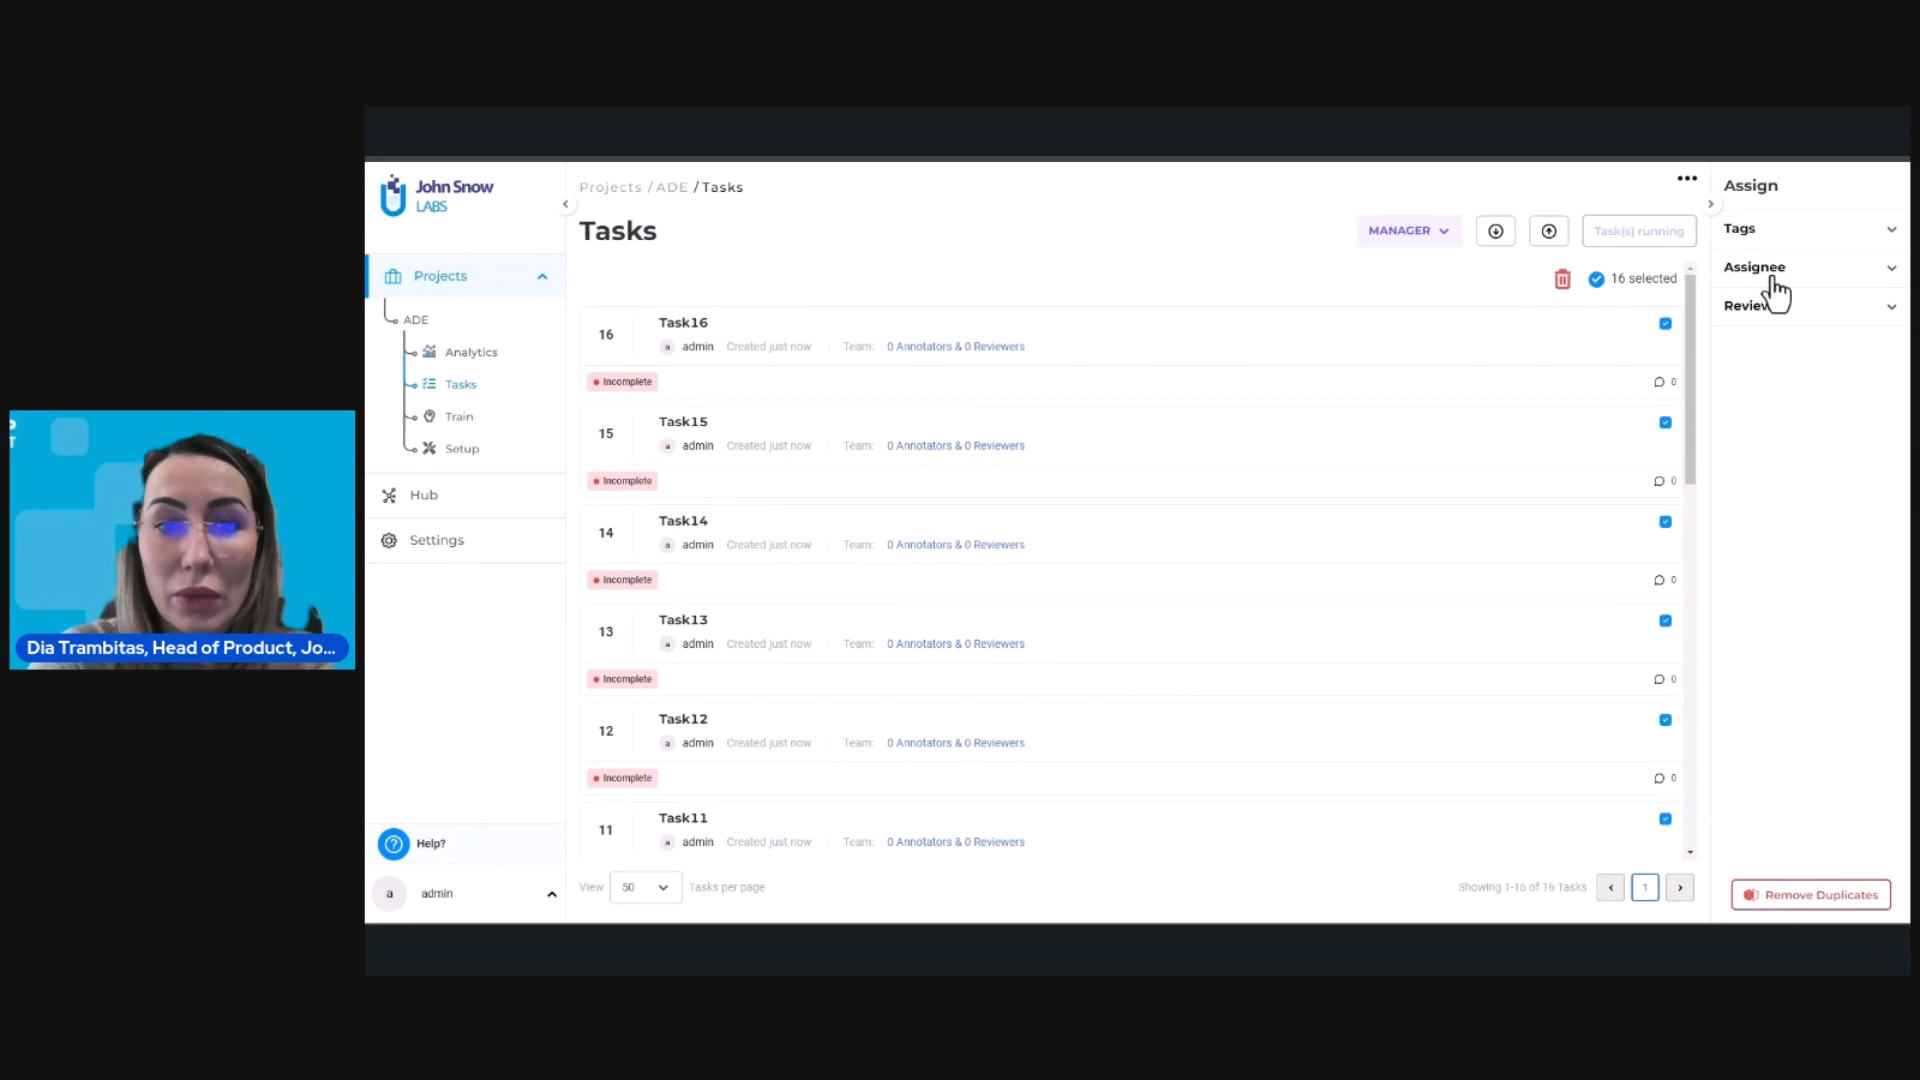 John Snow
LABS
Projects / ADE / Tasks
Assign
Tasks
MANAGER
Task(s) running
Tags
Projects
16 selected
Assignee
ADE
Analytics
Tasks
Train
Setup
Hub
Settings
16
Task16
a admin Created just now Team: 0 Annotators & 0 Reviewers
Incomplete
0
15
Task15
a admin Created just now Team: 0 Annotators & 0 Reviewers
Incomplete
0
14
Task14
a admin Created just now Team: 0 Annotators & 0 Reviewers
Incomplete
0
13
Task13
a admin Created just now Team: 0 Annotators & 0 Reviewers
Incomplete
0
12
Task12
a admin Created just now Team: 0 Annotators & 0 Reviewers
Incomplete
0
11
Task11
a admin Created just now Team: 0 Annotators & 0 Reviewers
Dia Trambitas, Head of Product, Jo...
Help?
a admin
View 50 Tasks per page
Showing 1-16 of 16 Tasks
1
Remove Duplicates